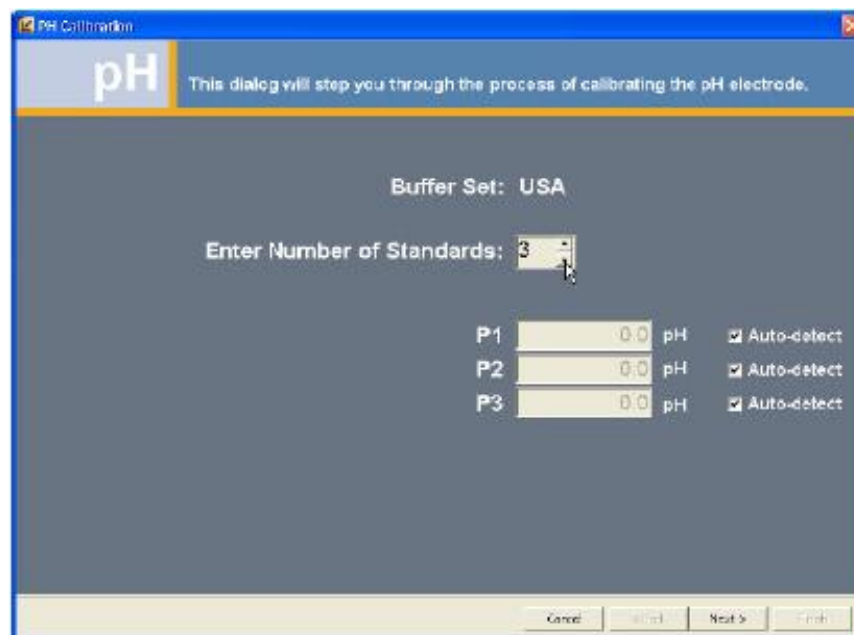 PH Calibration
pH
This dialog will step you through the process of calibrating the pH electrode.
Buffer Set: USA
Enter Number of Standards: 3
P1 0.0 pH Auto-detect
P2 0.0 pH Auto-detect
P3 0.0 pH Auto-detect
Cancel Next > Finish